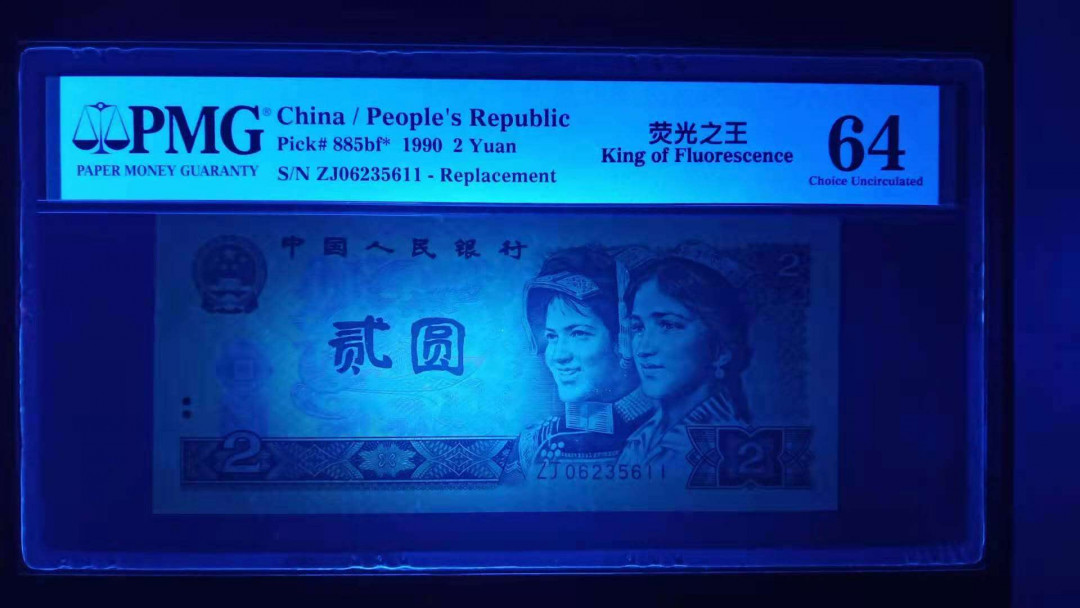 PMG®
PAPER MONEY GUARANTY
China / People's Republic
Pick# 885bf* 1990 2 Yuan
S/N ZJ06235611 - Replacement
荧光之王
King of Fluorescence
64
Choice Uncirculated
中国人民银行
2
贰圆
2
ZJ06235611
2